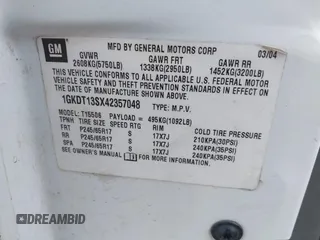 GM
MFD BY GENERAL MOTORS CORP
03/04
GVWR GAWR FRT GAWR RR
2608KG(5750LB) 1338KG(2950LB) 1452KG(3200LB)
THIS VEHICLE CONFORMS TO ALL APPLICABLE U.S. FEDERAL MOTOR
VEHICLE SAFETY AND THEFT PREVENTION STANDARDS IN EFFECT
ON THE DATE OF MANUFACTURE SHOWN ABOVE.
1GKDT13SX42357048 TYPE: M.P.V.
MODEL: T15506 PAYLOAD = 495KG(1092LB)
TPNH TIRE SIZE SPEED RTG RIM COLD TIRE PRESSURE
FRT P245/65R17 S 17X7J 210KPA(30PSI)
RR P245/65R17 S 17X7J 240KPA(35PSI)
SPA P245/65R17 S 17X7J 240KPA(35PSI)
SEE OWNER'S MANUAL FOR MORE INFORMATION.
DREAMBID